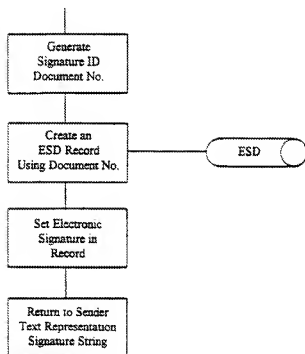 Generate
Signature ID
Document No.
Create an
ESD Record
Using Document No.
ESD
Set Electronic
Signature in
Record
Return to Sender
Text Representation
Signature String